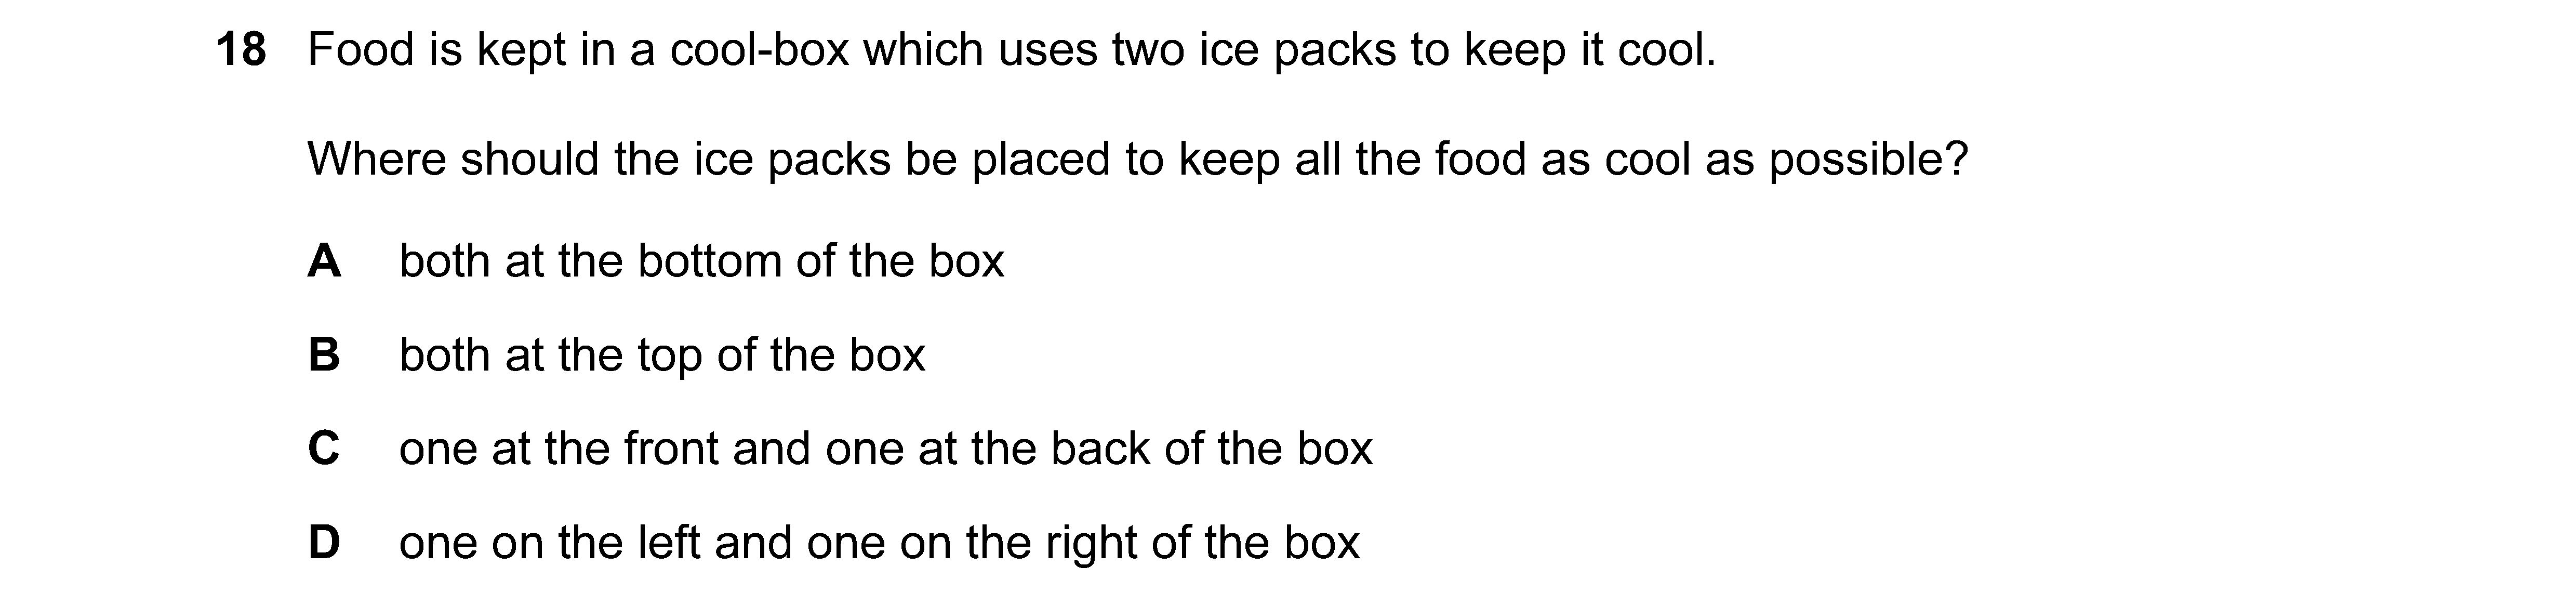 18 Food is kept in a cool-box which uses two ice packs to keep it cool.
Where should the ice packs be placed to keep all the food as cool as possible?
A both at the bottom of the box
B both at the top of the box
C one at the front and one at the back of the box
D one on the left and one on the right of the box